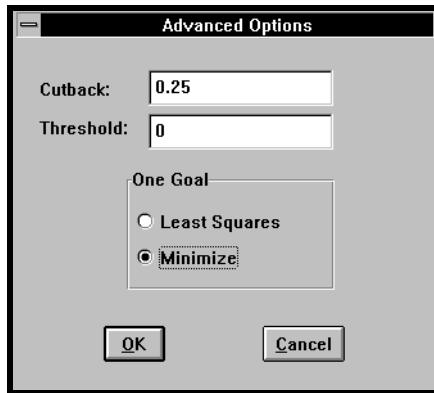 Advanced Options
Cutback: 0.25
Threshold: 0
One Goal
Least Squares
Minimize
OK Cancel